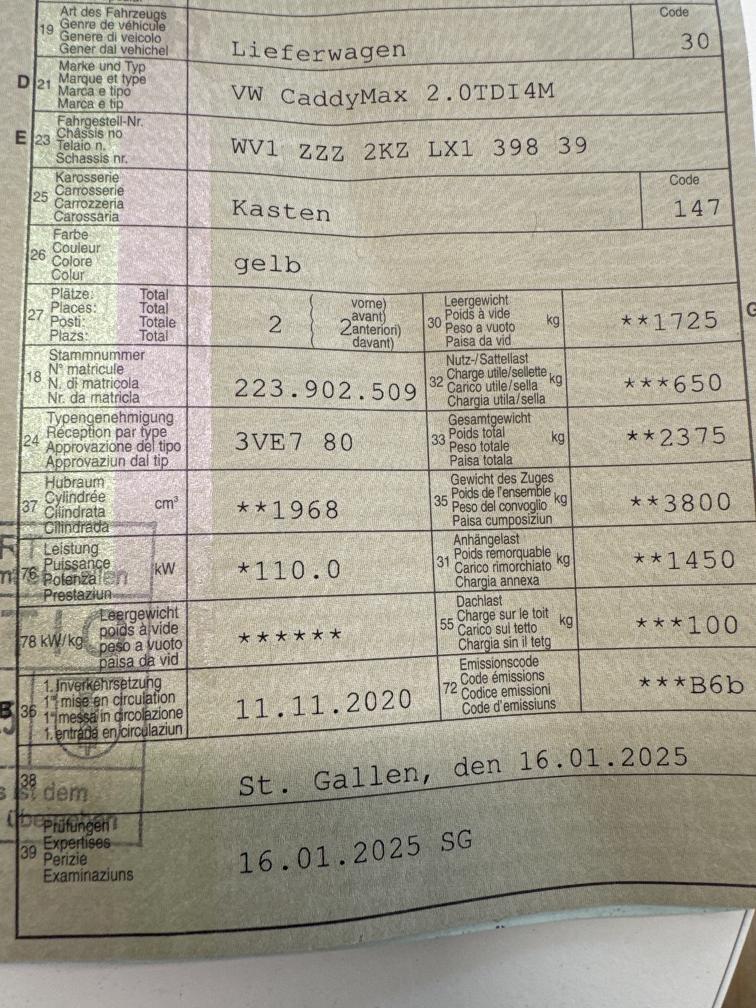 Art des Fahrzeugs
19 Genre de véhicule
Genere di veicolo
Gener dal vehichel
Lieferwagen
Code
30
Marke und Typ
D 21 Marque et type
Marca e tipo
Marca e tip
VW CaddyMax 2.0TDI4M
Fahrgestell-Nr.
E 23 Châssis no
Telaio n.
Schassis nr.
WV1 ZZZ 2KZ LX1 398 39
Karosserie
25 Carrosserie
Carrozzeria
Carossaria
Kasten
Code
147
Farbe
26 Couleur
Colore
Colur
gelb
Plätze: Total
27 Places: Total
Posti: Totale
Plazs: Total
2
vorne)
avant)
2 anteriori)
davant)
Leergewicht
30 Poids à vide kg
Peso a vuoto
Paisa da vid
**1725
G
Stammnummer
18 N° matricule
N. di matricola
Nr. da matricla
223.902.509
Nutz-/Sattellast
32 Charge utile/sellette kg
Carico utile/sella
Chargia utila/sella
***650
Typengenehmigung
24 Réception par type
Approvazione del tipo
Approvaziun dal tip
3VE7 80
Gesamtgewicht
33 Poids total kg
Peso totale
Paisa totala
**2375
Hubraum
37 Cylindrée cm³
Cilindrata
Cilindrada
**1968
Gewicht des Zuges
35 Poids de l'ensemble kg
Peso del convoglio
Paisa cumposiziun
**3800
Leistung
76 Puissance kW
Potenza
Prestaziun
*110.0
Anhängelast
31 Poids remorquable kg
Carico rimorchiato
Chargia annexa
**1450
Leergewicht
78 kW/kg poids à vide
peso a vuoto
paisa da vid
******
Dachlast
55 Charge sur le toit kg
Carico sul tetto
Chargia sin il tetg
***100
1. Inverkehrsetzung
B 36 1re mise en circulation
1a messa in circolazione
1. entrada en circulaziun
11.11.2020
Emissionscode
72 Code émissions
Codice emissioni
Code d'emissiuns
***B6b
38
St. Gallen, den 16.01.2025
ist dem
Prüfungen
39 Expertises
Perizie
Examinaziuns
16.01.2025 SG